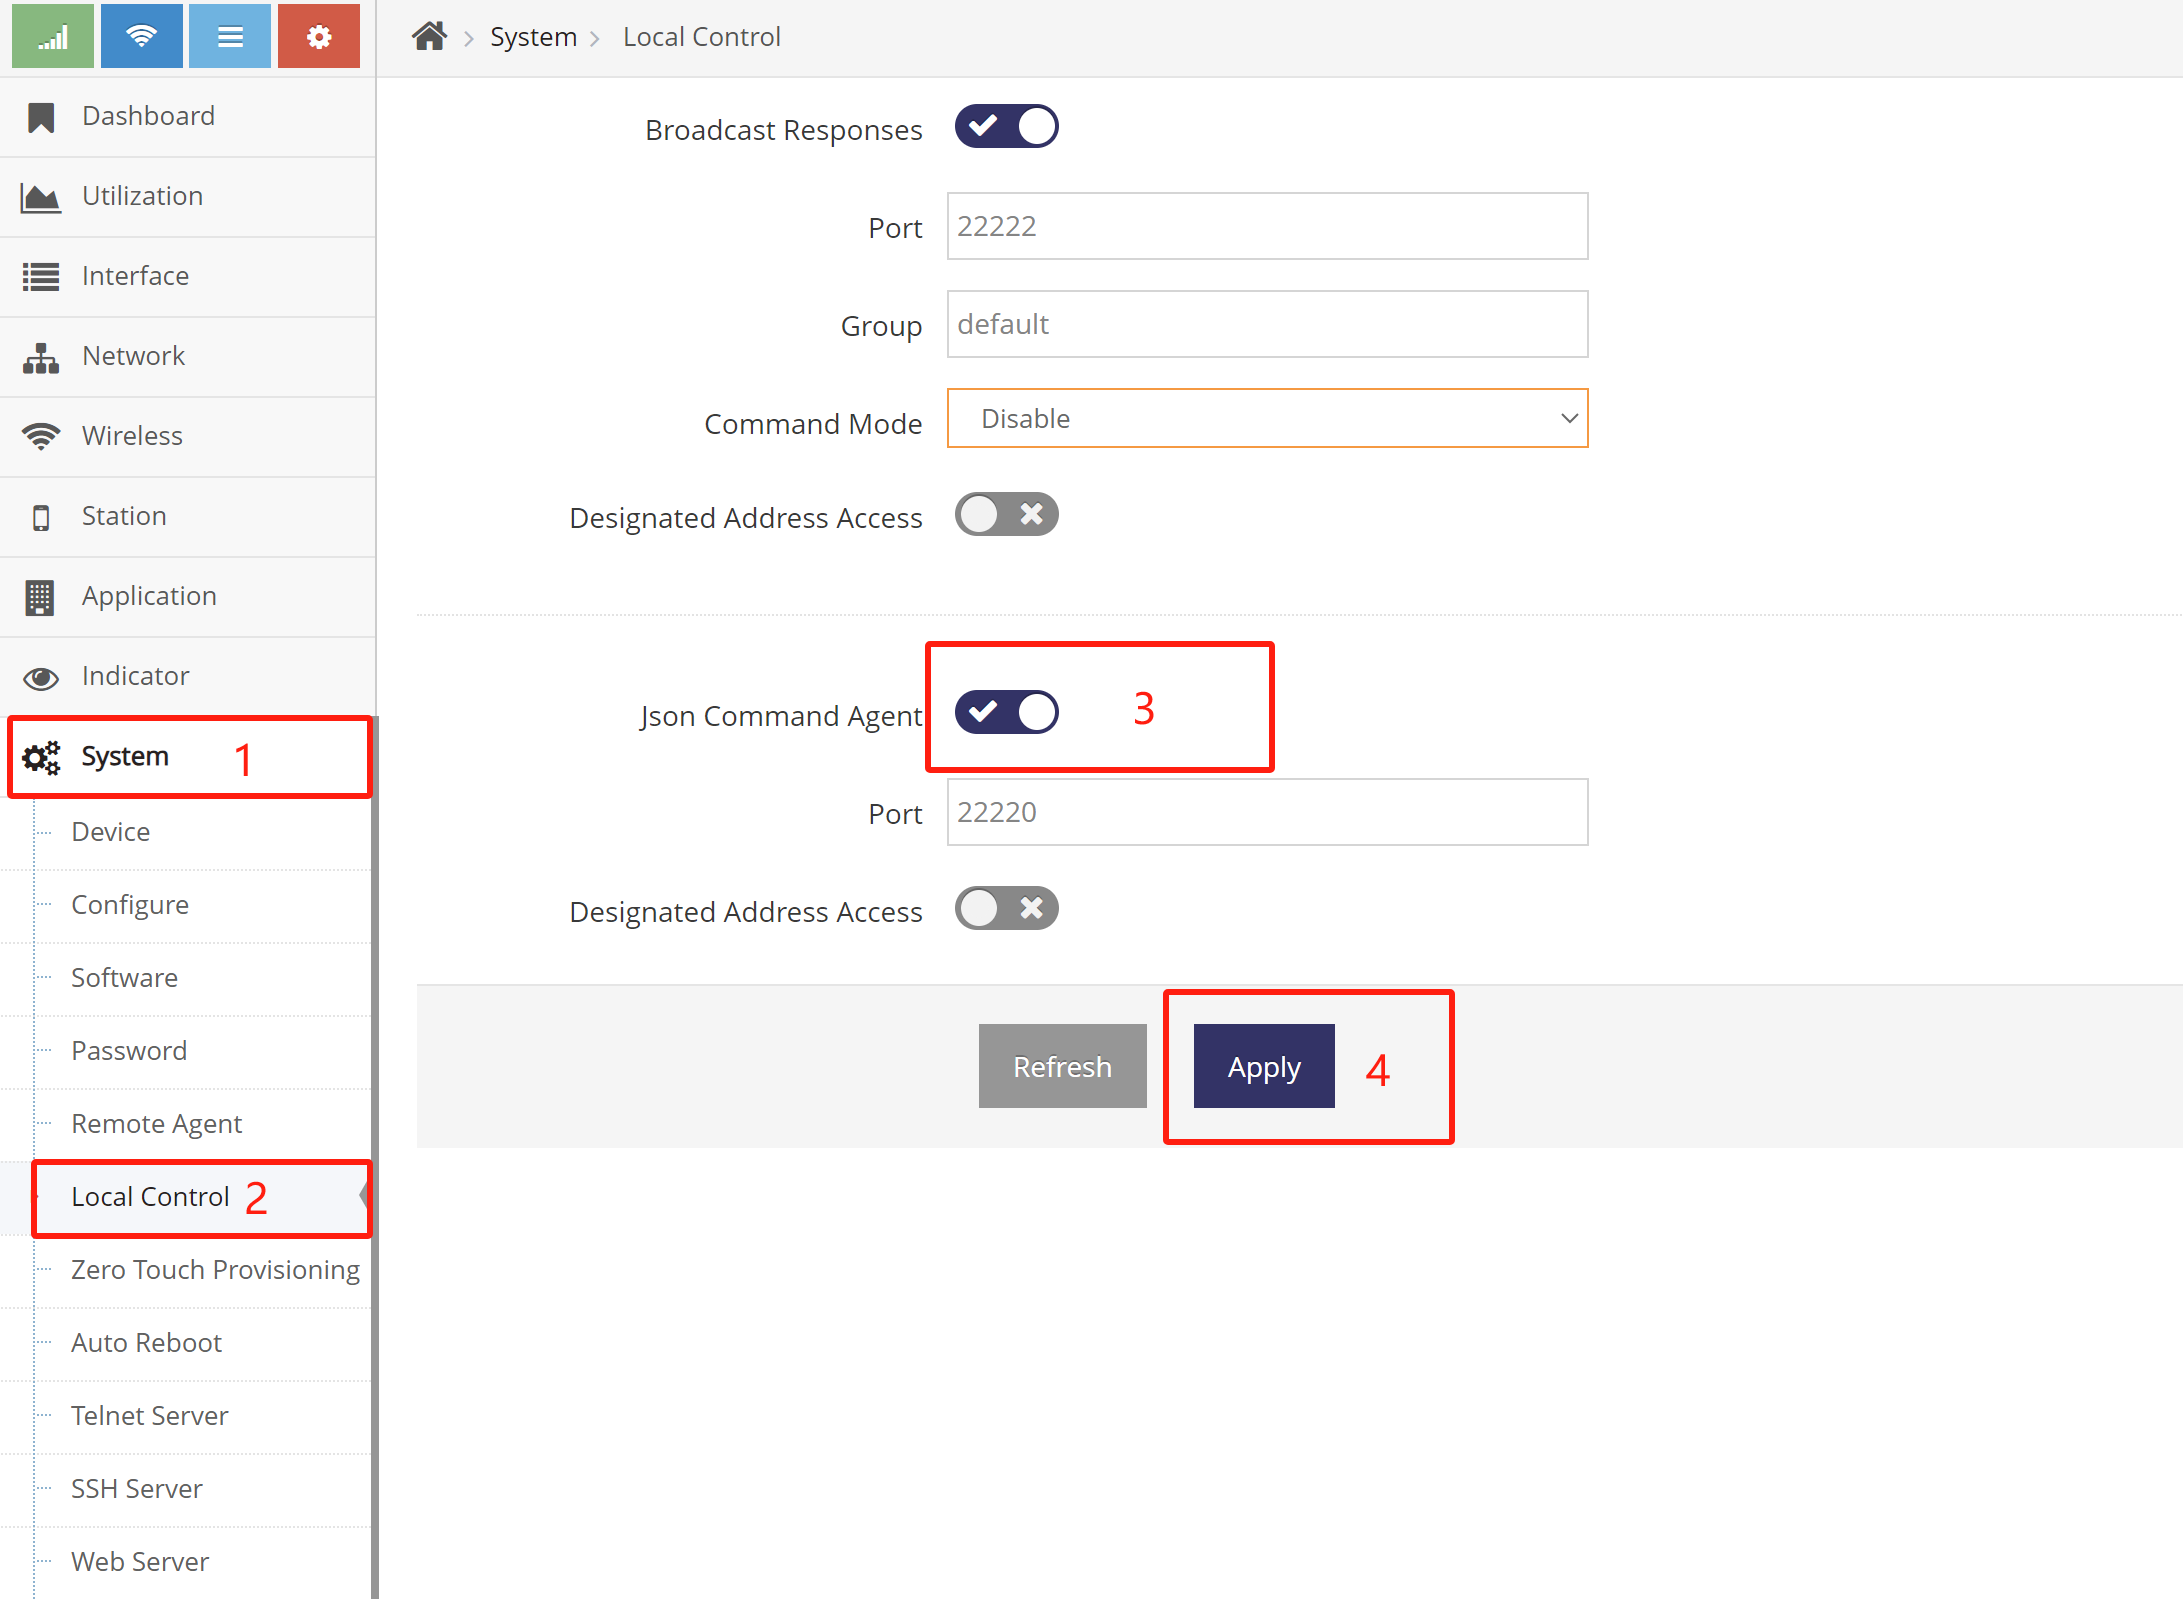 System
Local Control
Dashboard
Utilization
Interface
Network
Wireless
Station
Application
Indicator
System 1
Device
Configure
Software
Password
Remote Agent
Local Control 2
Zero Touch Provisioning
Auto Reboot
Telnet Server
SSH Server
Web Server
Broadcast Responses
Port 22222
Group default
Command Mode Disable
Designated Address Access
Json Command Agent 3
Port 22220
Designated Address Access
Refresh Apply 4